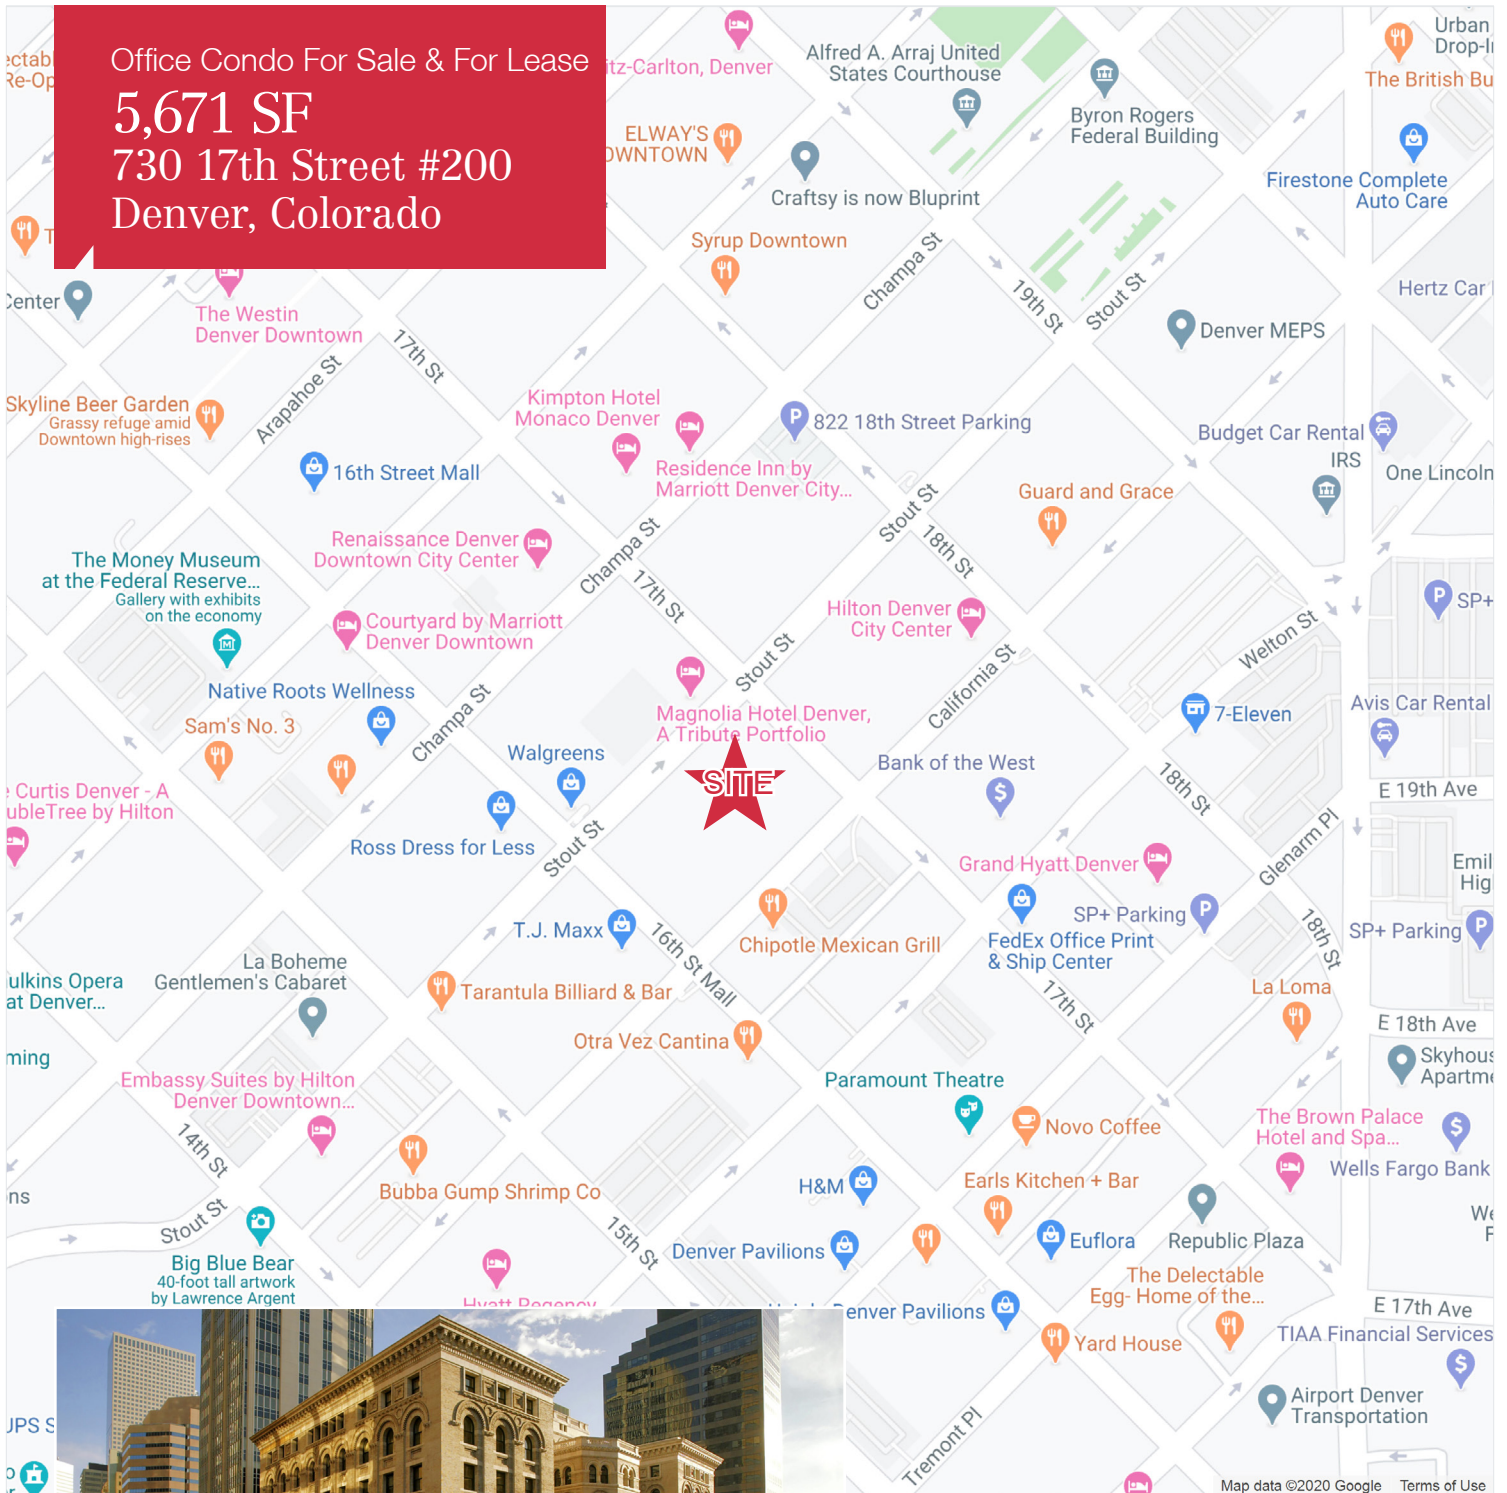 Office Condo For Sale & For Lease
5,671 SF
730 17th Street #200
Denver, Colorado
Alfred A. Arraj United
States Courthouse
Byron Rogers
Federal Building
Urban
The British
ELWAY'S
Craftsy is now Bluprint
Firestone Complete
Auto Care
Syrup Downtown
Champa St
19th St
Stout St
Hertz Car
Denver MEPS
The Westin
Denver Downtown
17th St
Arapahoe St
Skyline Beer Garden
Grassy refuge amid
Downtown high-rises
Kimpton Hotel
Monaco Denver
822 18th Street Parking
Budget Car Rental
IRS
One Lincoln
16th Street Mall
Residence Inn by
Marriott Denver City...
Guard and Grace
Stout St
18th St
Renaissance Denver
Downtown City Center
Champa St
17th St
The Money Museum
at the Federal Reserve...
Gallery with exhibits
on the economy
Courtyard by Marriott
Denver Downtown
Hilton Denver
City Center
SP+
Welton St
Stout St
California St
Native Roots Wellness
Sam's No. 3
Champa St
Magnolia Hotel Denver,
A Tribute Portfolio
7-Eleven
Avis Car Rental
Walgreens
SITE
Bank of the West
18th St
E 19th Ave
Curtis Denver - A
by Hilton
Ross Dress for Less
Stout St
Grand Hyatt Denver
Glenarm Pl
SP+ Parking
T.J. Maxx
16th St Mall
Chipotle Mexican Grill
FedEx Office Print
& Ship Center
18th St
SP+ Parking
La Boheme
Gentlemen's Cabaret
Opera
at Denver...
Tarantula Billiard & Bar
17th St
La Loma
E 18th Ave
Otra Vez Cantina
Embassy Suites by Hilton
Denver Downtown...
Paramount Theatre
Novo Coffee
The Brown Palace
Hotel and Spa...
Wells Fargo Bank
14th St
Bubba Gump Shrimp Co
H&M
Earls Kitchen + Bar
Stout St
15th St
Denver Pavilions
Euflora
Republic Plaza
Big Blue Bear
40-foot tall artwork
by Lawrence Argent
The Delectable
Egg- Home of the...
Hyatt Regency
Denver Pavilions
E 17th Ave
Yard House
TIAA Financial Services
Airport Denver
Transportation
Tremont Pl
Map data ©2020 Google Terms of Use